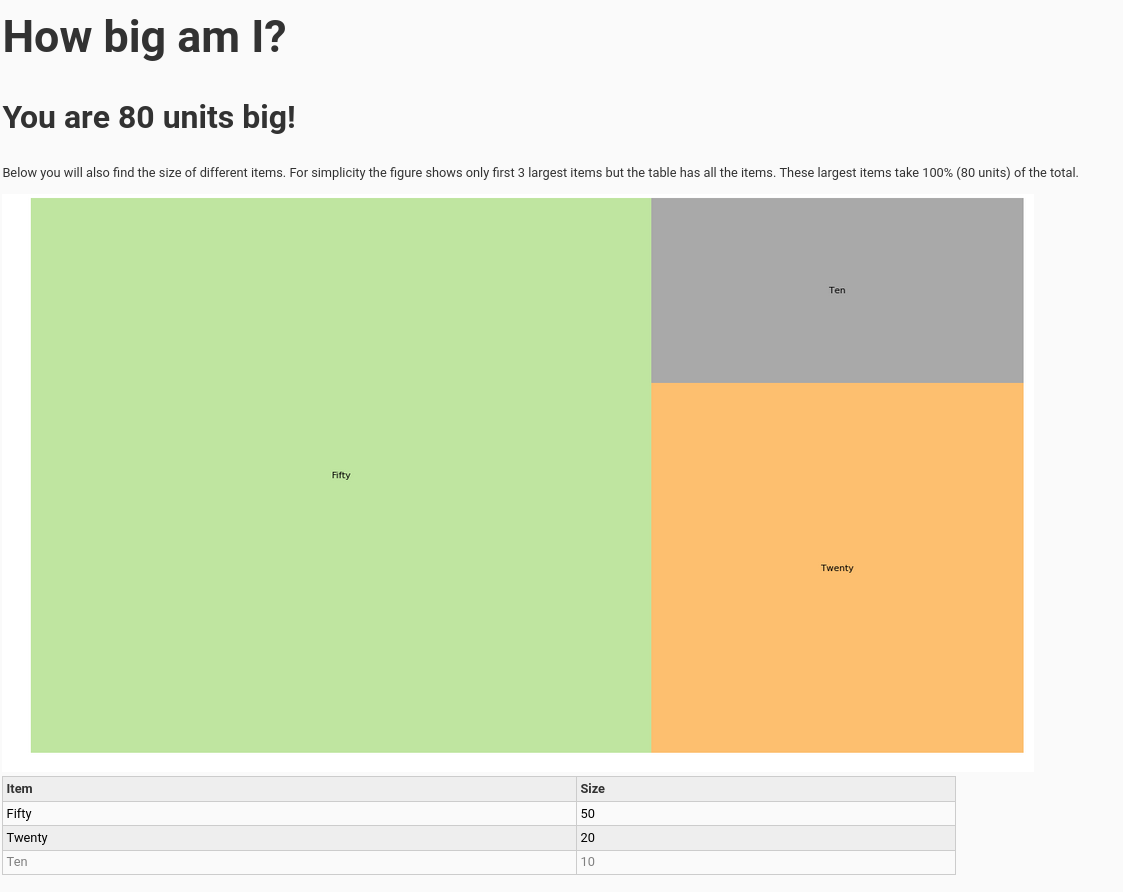 How big am I?
You are 80 units big!
Below you will also find the size of different items. For simplicity the figure shows only first 3 largest items but the table has all the items. These largest items take 100% (80 units) of the total.
Ten
Fifty
Twenty
Item Size
Fifty 50
Twenty 20
Ten 10